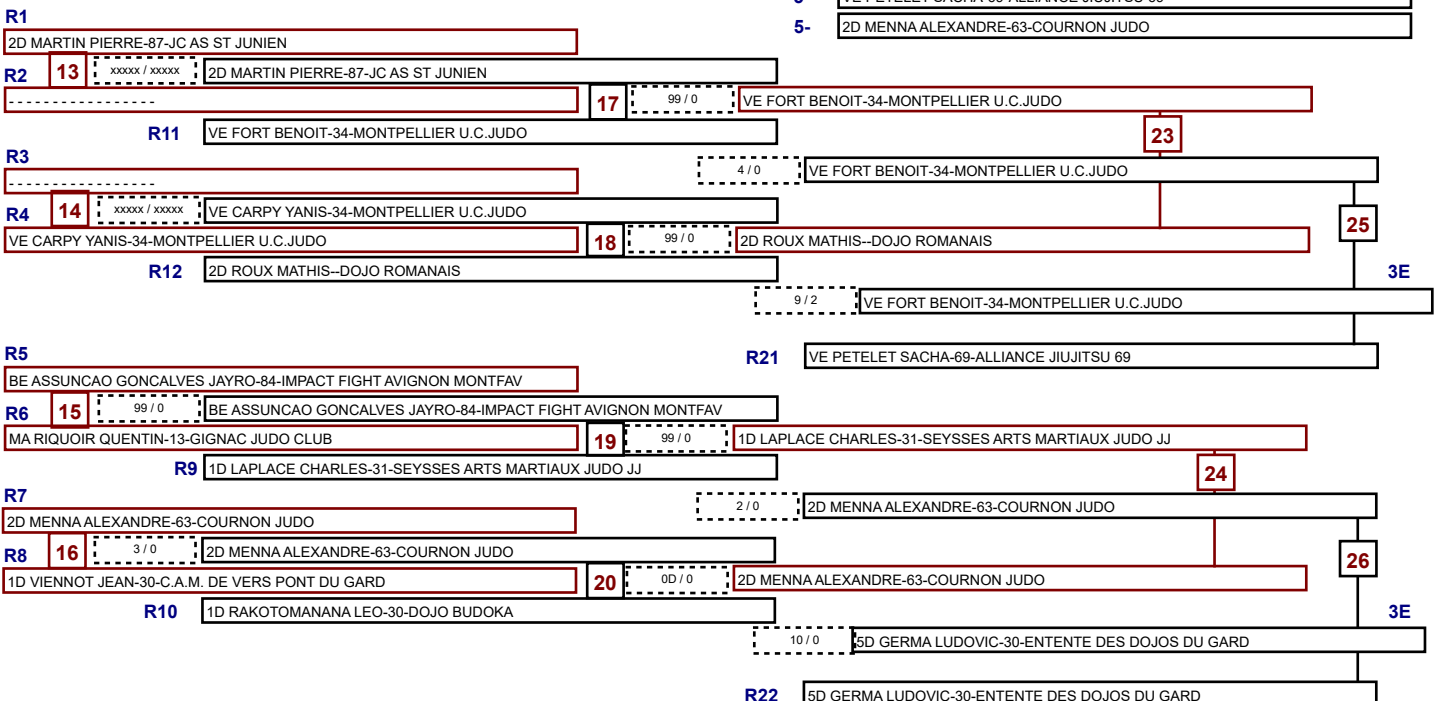 VE PETELET SACHA-69-ALLIANCE JIUJITSU 69
R1
5- 2D MENNA ALEXANDRE-63-COURNON JUDO
2D MARTIN PIERRE-87-JC AS ST JUNIEN
R2 13 xxxxx / xxxxx 2D MARTIN PIERRE-87-JC AS ST JUNIEN
- - - - - - - - - - - - - - - - - 17 99 / 0 VE FORT BENOIT-34-MONTPELLIER U.C.JUDO
R11 VE FORT BENOIT-34-MONTPELLIER U.C.JUDO 23
R3
4 / 0 VE FORT BENOIT-34-MONTPELLIER U.C.JUDO
- - - - - - - - - - - - - - - - -
R4 14 xxxxx / xxxxx VE CARPY YANIS-34-MONTPELLIER U.C.JUDO 25
VE CARPY YANIS-34-MONTPELLIER U.C.JUDO 18 99 / 0 2D ROUX MATHIS--DOJO ROMANAIS
R12 2D ROUX MATHIS--DOJO ROMANAIS 3E
9 / 2 VE FORT BENOIT-34-MONTPELLIER U.C.JUDO
R5 R21 VE PETELET SACHA-69-ALLIANCE JIUJITSU 69
BE ASSUNCAO GONCALVES JAYRO-84-IMPACT FIGHT AVIGNON MONTFAV
R6 15 99 / 0 BE ASSUNCAO GONCALVES JAYRO-84-IMPACT FIGHT AVIGNON MONTFAV
MA RIQUOIR QUENTIN-13-GIGNAC JUDO CLUB 19 99 / 0 1D LAPLACE CHARLES-31-SEYSSES ARTS MARTIAUX JUDO JJ
R9 1D LAPLACE CHARLES-31-SEYSSES ARTS MARTIAUX JUDO JJ 24
R7
2 / 0 2D MENNA ALEXANDRE-63-COURNON JUDO
2D MENNA ALEXANDRE-63-COURNON JUDO
R8 16 3 / 0 2D MENNA ALEXANDRE-63-COURNON JUDO 26
1D VIENNOT JEAN-30-C.A.M. DE VERS PONT DU GARD 20 0D / 0 2D MENNA ALEXANDRE-63-COURNON JUDO
R10 1D RAKOTOMANANA LEO-30-DOJO BUDOKA 3E
10 / 0 5D GERMA LUDOVIC-30-ENTENTE DES DOJOS DU GARD
R22 5D GERMA LUDOVIC-30-ENTENTE DES DOJOS DU GARD